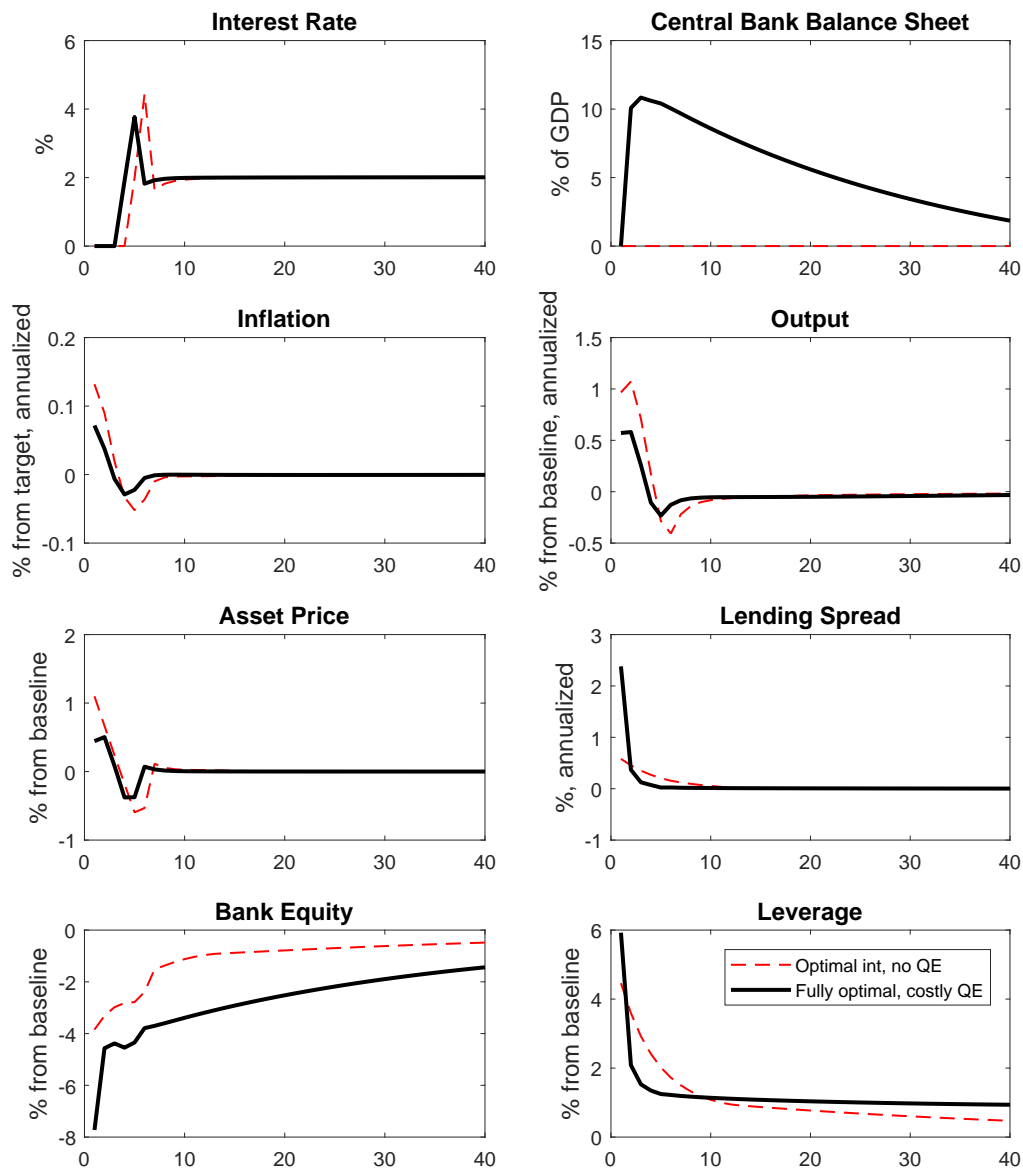 Interest Rate
%
6
4
2
0
0 10 20 30 40
Central Bank Balance Sheet
% of GDP
15
10
5
0
0 10 20 30 40
Inflation
% from target, annualized
0.2
0.1
0
-0.1
0 10 20 30 40
Output
% from baseline, annualized
1.5
1
0.5
0
-0.5
0 10 20 30 40
Asset Price
% from baseline
2
1
0
-1
0 10 20 30 40
Lending Spread
%, annualized
3
2
1
0
-1
0 10 20 30 40
Bank Equity
% from baseline
0
-2
-4
-6
-8
0 10 20 30 40
Leverage
% from baseline
6
4
2
0
0 10 20 30 40
Optimal int, no QE
Fully optimal, costly QE